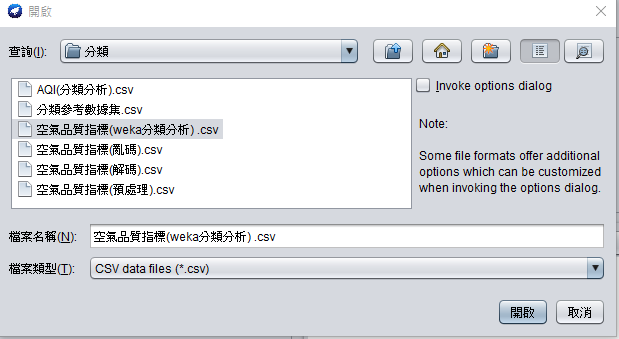 開啟
查詢(I):
分類
AQI(分類分析).csv
分類參考數據集.csv
空氣品質指標(weka分類分析) .csv
空氣品質指標(亂碼).csv
空氣品質指標(解碼).csv
空氣品質指標(預處理).csv
Invoke options dialog
Note:
Some file formats offer additional
options which can be customized
when invoking the options dialog.
檔案名稱(N):
空氣品質指標(weka分類分析) .csv
檔案類型(T):
CSV data files (*.csv)
開啟
取消